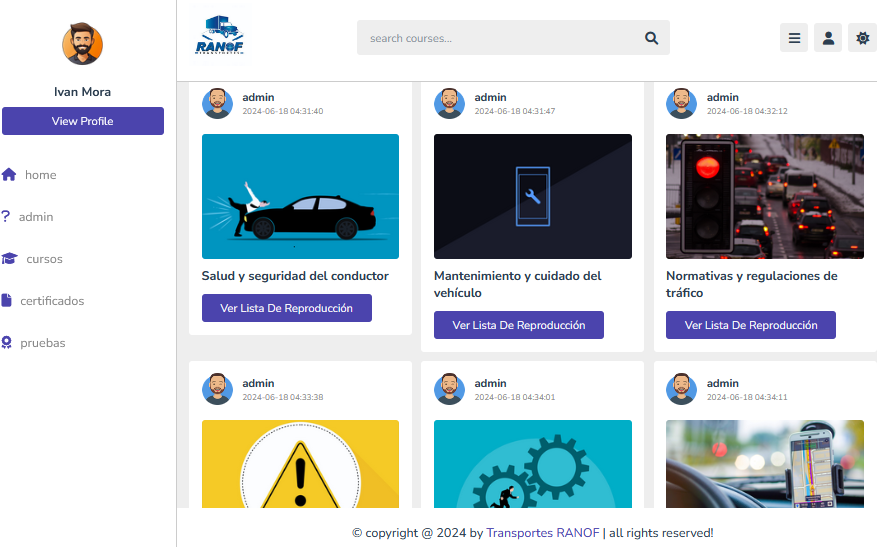 RANOF
search courses...
Ivan Mora
View Profile
home
admin
cursos
certificados
pruebas
admin
2024-06-18 04:31:40
Salud y seguridad del conductor
Ver Lista De Reproducción
admin
2024-06-18 04:31:47
Mantenimiento y cuidado del
vehículo
Ver Lista De Reproducción
admin
2024-06-18 04:32:12
Normativas y regulaciones de
tráfico
Ver Lista De Reproducción
admin
2024-06-18 04:33:38
admin
2024-06-18 04:34:01
admin
2024-06-18 04:34:11
© copyright @ 2024 by Transportes RANOF | all rights reserved!